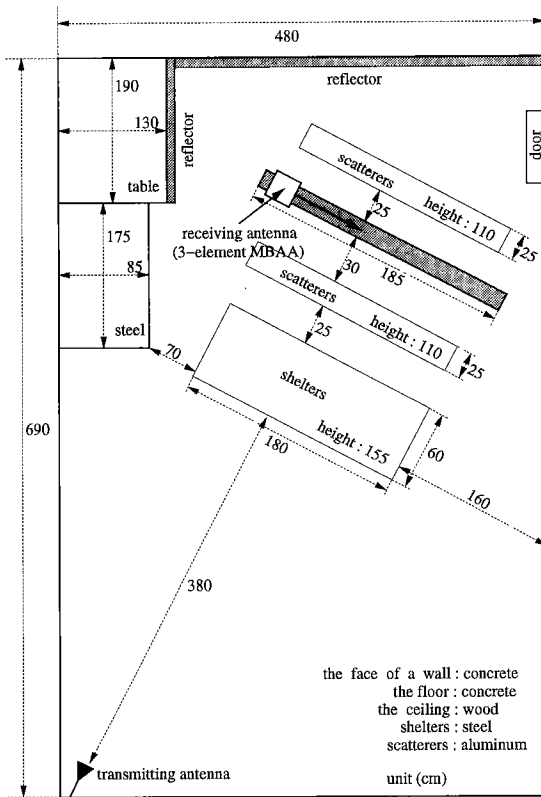 480
reflector
190
130
reflector
door
table
scatterers
height : 110
25
25
receiving antenna
(3−element MBAA)
175
85
30
185
scatterers
height : 110
25
25
steel
70
shelters
height : 155
60
180
160
690
380
the face of a wall : concrete
the floor : concrete
the ceiling : wood
shelters : steel
scatterers : aluminum
transmitting antenna
unit (cm)